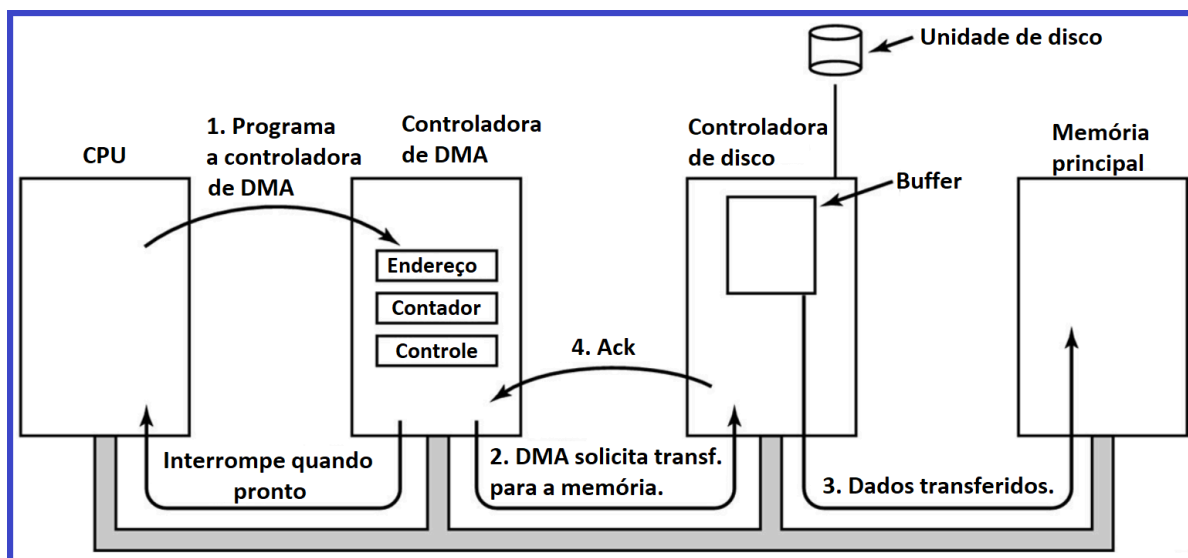 Unidade de disco
1. Programa
a controladora
de DMA
CPU
Controladora
de DMA
Controladora
de disco
Memória
principal
Buffer
Endereço
Contador
Controle
4. Ack
Interrompe quando
pronto
2. DMA solicita transf.
para a memória.
3. Dados transferidos.